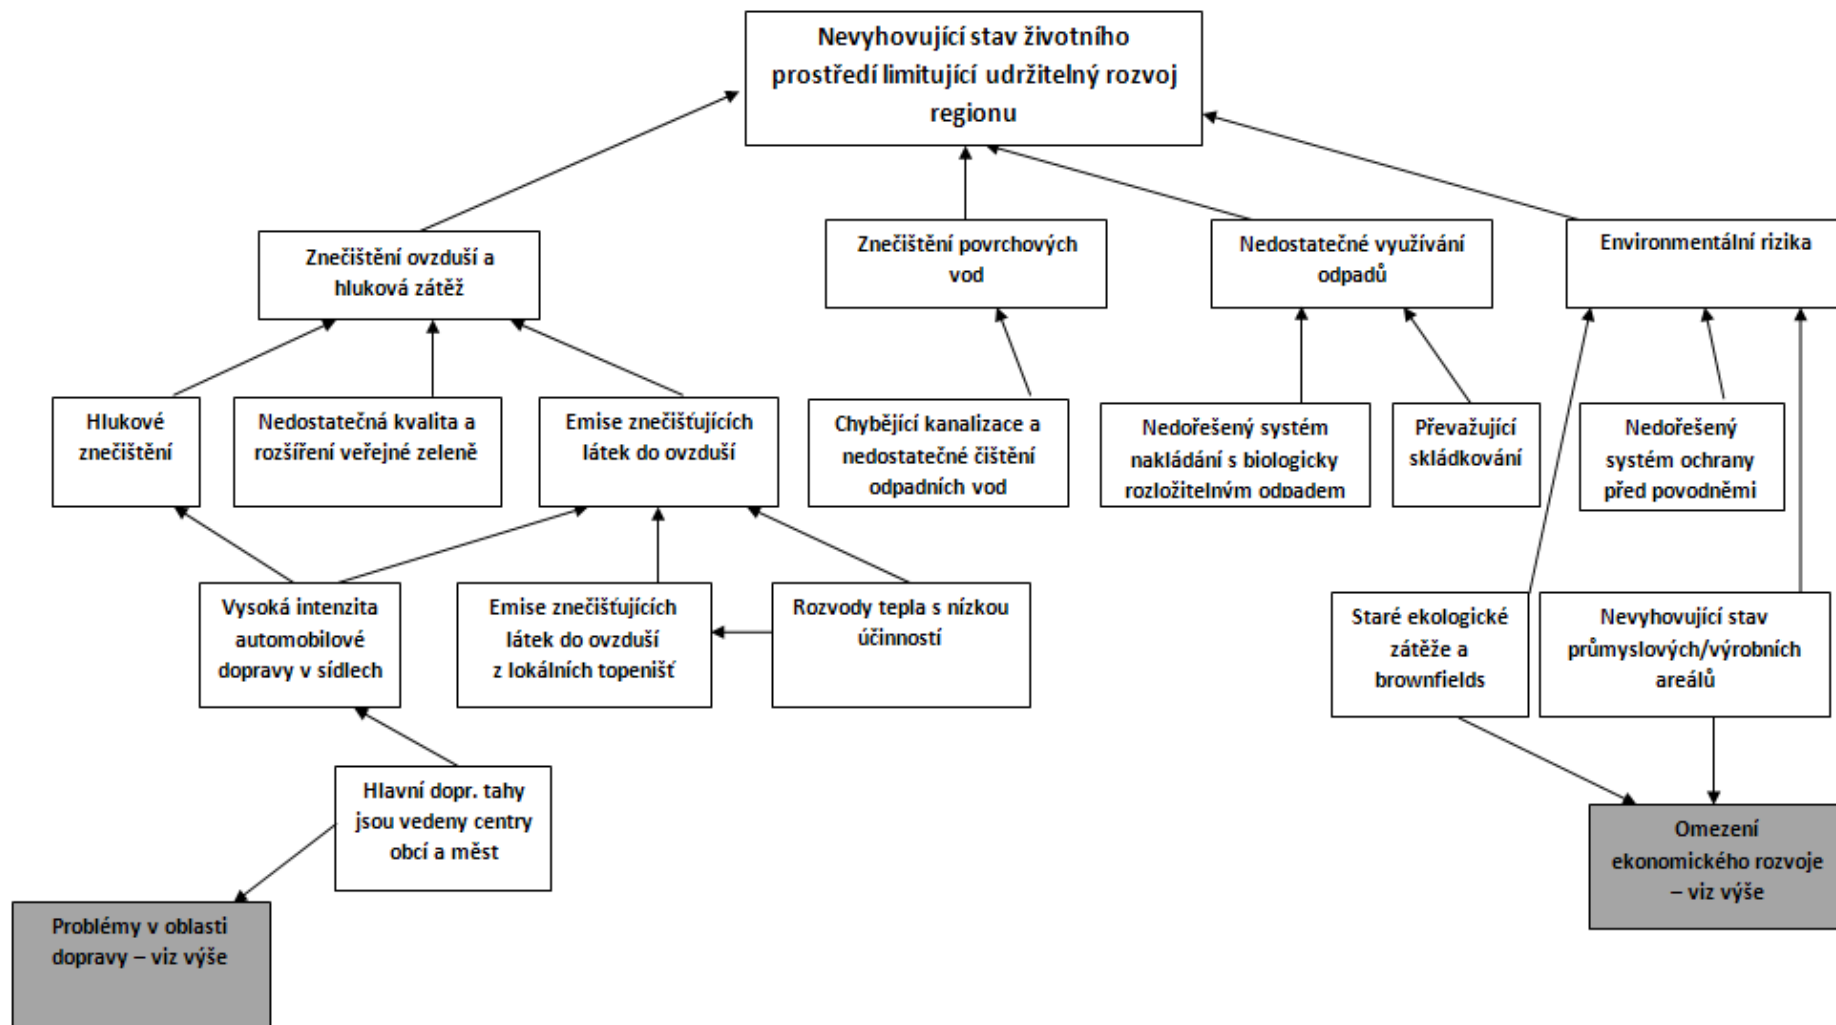 Nevyhovující stav životního
prostředí limitující udržitelný rozvoj
regionu
Znečištění ovzduší a
hluková zátěž
Znečištění povrchových
vod
Nedostatečné využívání
odpadů
Environmentální rizika
Hlukové
znečištění
Nedostatečná kvalita a
rozšíření veřejné zeleně
Emise znečišťujících
látek do ovzduší
Chybějící kanalizace a
nedostatečné čištění
odpadních vod
Nedořešený systém
nakládání s biologicky
rozložitelným odpadem
Převažující
skládkování
Nedořešený
systém ochrany
před povodněmi
Vysoká intenzita
automobilové
dopravy v sídlech
Emise znečišťujících
látek do ovzduší
z lokálních topenišť
Rozvody tepla s nízkou
účinností
Staré ekologické
zátěže a
brownfields
Nevyhovující stav
průmyslových/výrobních
areálů
Hlavní dopr. tahy
jsou vedeny centry
obcí a měst
Omezení
ekonomického rozvoje
– viz výše
Problémy v oblasti
dopravy – viz výše